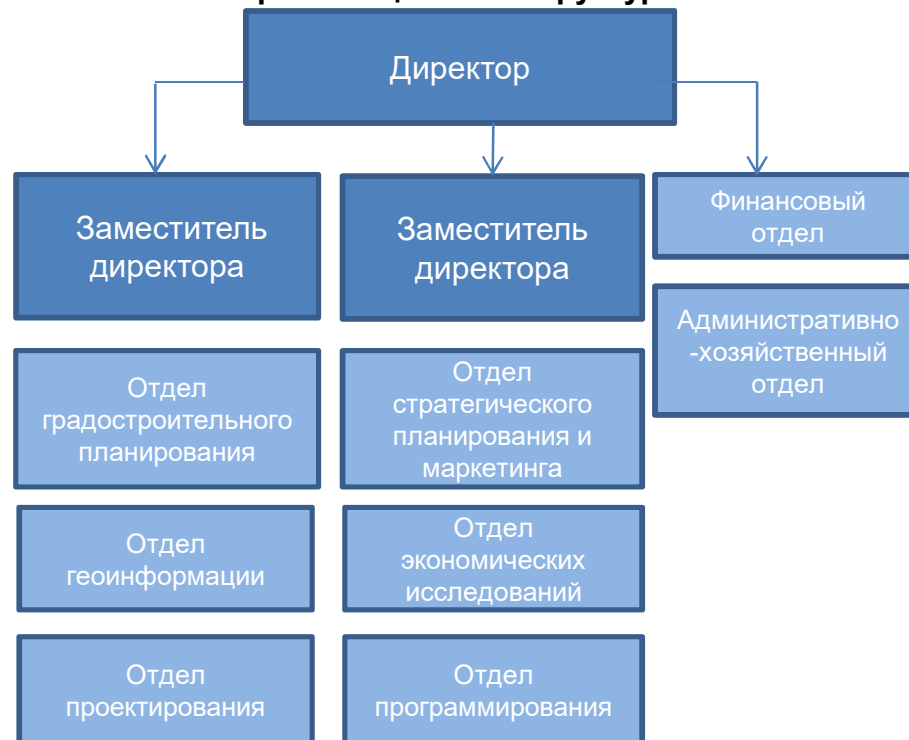 Директор
Заместитель
директора
Заместитель
директора
Финансовый
отдел
Административно
-хозяйственный
отдел
Отдел
градостроительного
планирования
Отдел
стратегического
планирования и
маркетинга
Отдел
геоинформации
Отдел
экономических
исследований
Отдел
проектирования
Отдел
программирования